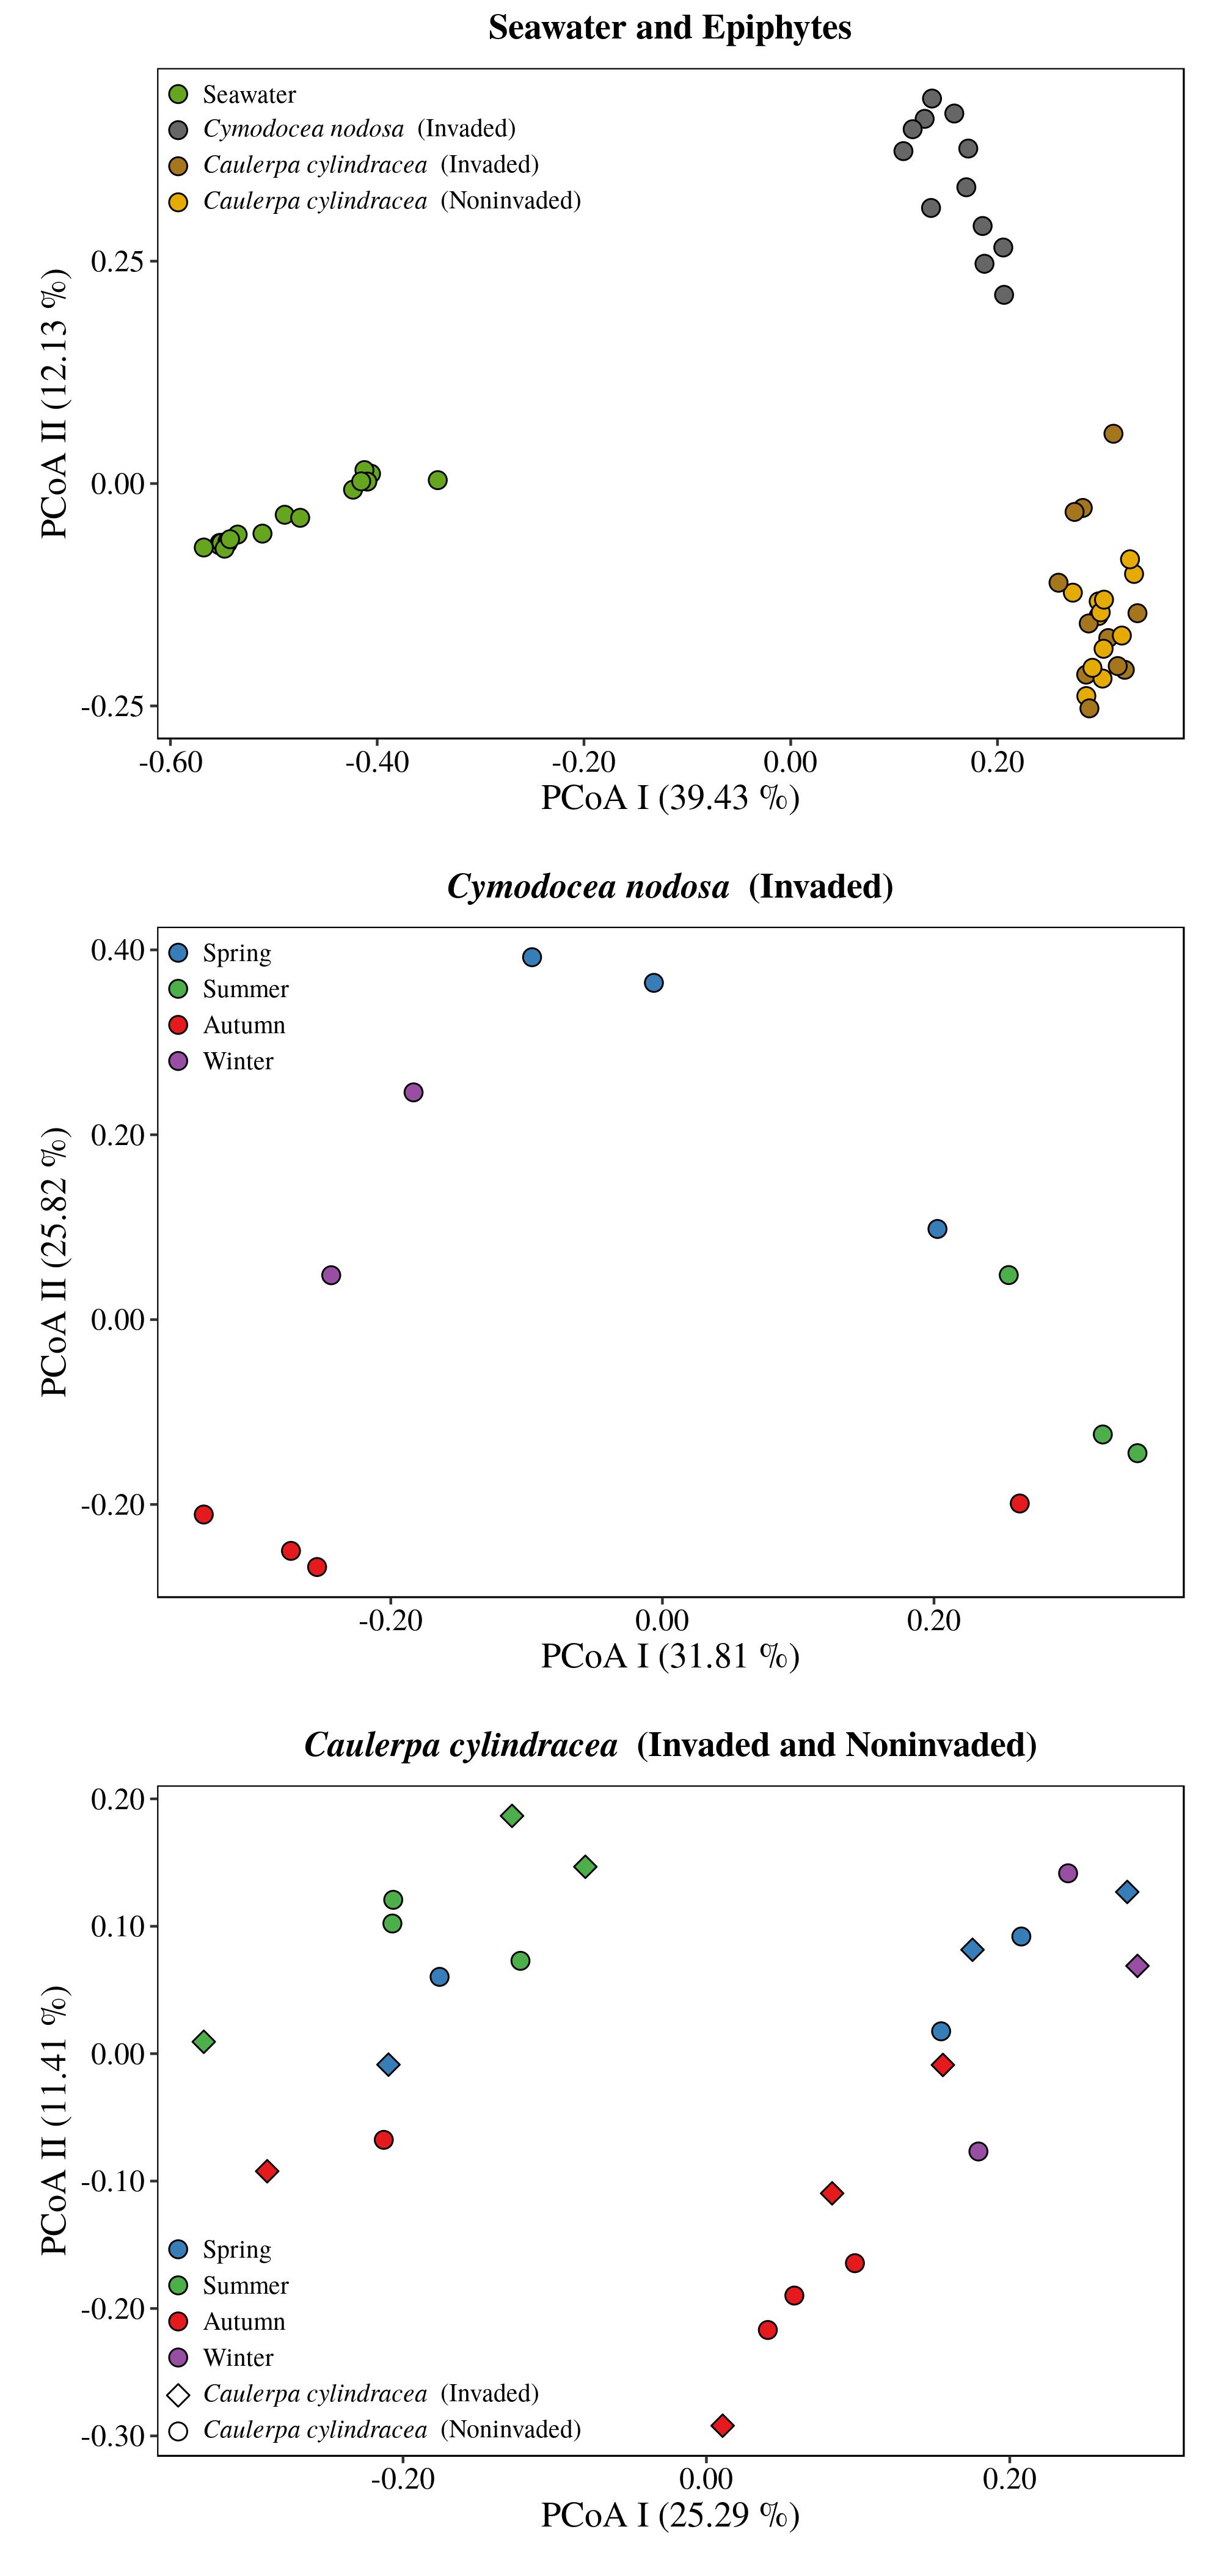 Seawater and Epiphytes
Seawater
Cymodocea nodosa (Invaded)
Caulerpa cylindracea (Invaded)
Caulerpa cylindracea (Noninvaded)
0.25
0.00
-0.25
PCoA II (12.13 %)
-0.60 -0.40 -0.20 0.00 0.20
PCoA I (39.43 %)
Cymodocea nodosa (Invaded)
Spring
Summer
Autumn
Winter
0.40
0.20
0.00
-0.20
PCoA II (25.82 %)
-0.20 0.00 0.20
PCoA I (31.81 %)
Caulerpa cylindracea (Invaded and Noninvaded)
0.20
0.10
0.00
-0.10
-0.20
-0.30
PCoA II (11.41 %)
Spring
Summer
Autumn
Winter
Caulerpa cylindracea (Invaded)
Caulerpa cylindracea (Noninvaded)
-0.20 0.00 0.20
PCoA I (25.29 %)